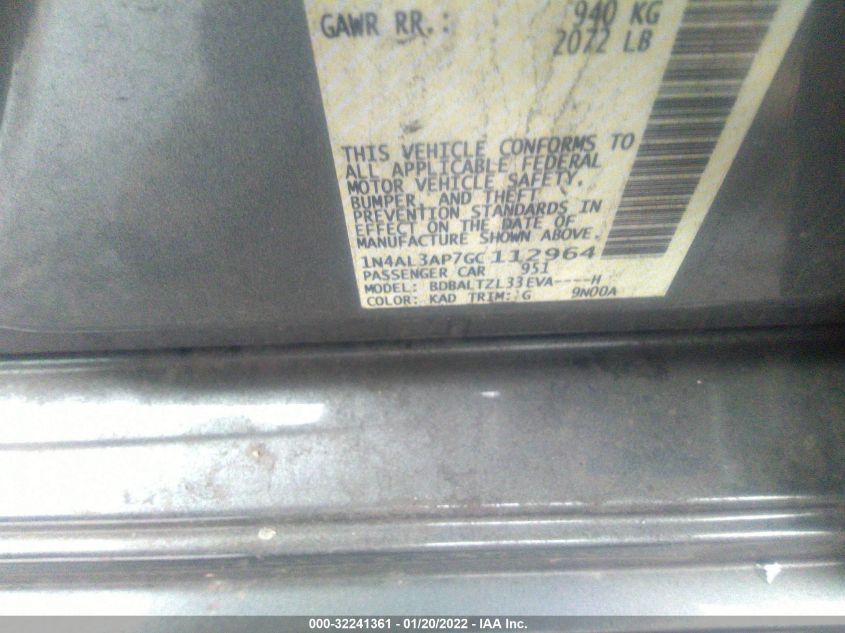 GAWR RR.: 940 KG
2072 LB
THIS VEHICLE CONFORMS TO
ALL APPLICABLE FEDERAL
MOTOR VEHICLE SAFETY,
BUMPER, AND THEFT
PREVENTION STANDARDS IN
EFFECT ON THE DATE OF
MANUFACTURE SHOWN ABOVE.
1N4AL3AP7GC112964
PASSENGER CAR 951
MODEL: BDBALTZL33EVA----H
COLOR: KAD TRIM: G 9N00A
000-32241361 - 01/20/2022 - IAA Inc.